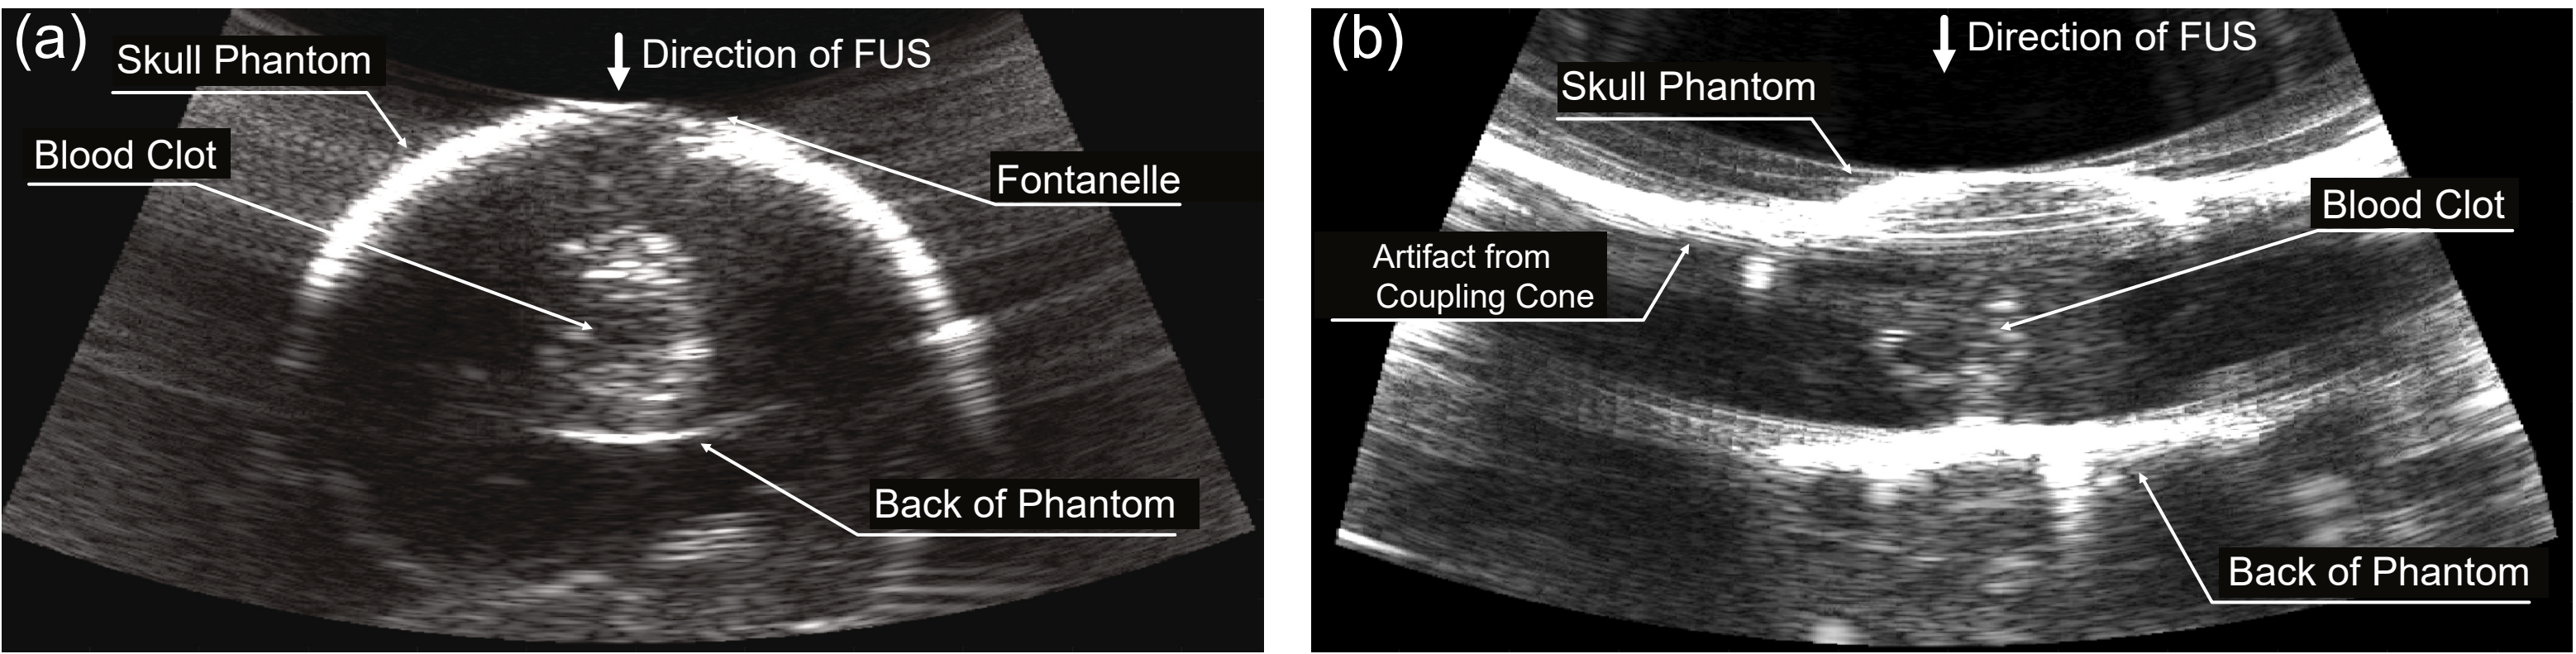 (a)
Direction of FUS
Skull Phantom
Blood Clot
Fontanelle
Back of Phantom
(b)
Direction of FUS
Skull Phantom
Blood Clot
Artifact from
Coupling Cone
Back of Phantom